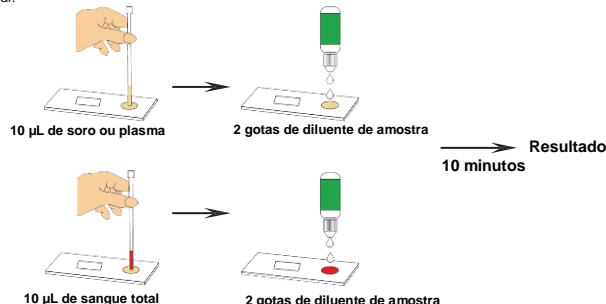 10 µL de soro ou plasma
2 gotas de diluente de amostra
Resultado
10 minutos
10 µL de sangue total
2 gotas de diluente de amostra